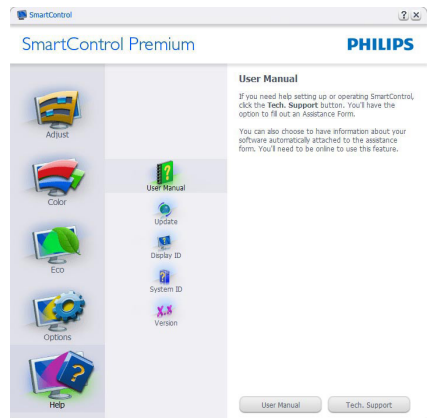 SmartControl
? X
SmartControl Premium
PHILIPS
Adjust
Color
Eco
Options
Help
User Manual
Update
Display ID
System ID
X.X
Version
User Manual
If you need help setting up or operating SmartControl,
click the Tech. Support button. You'll have the
option to fill out an Assistance Form.
You can also choose to have information about your
software automatically attached to the assistance
form. You'll need to be online to use this feature.
User Manual
Tech. Support